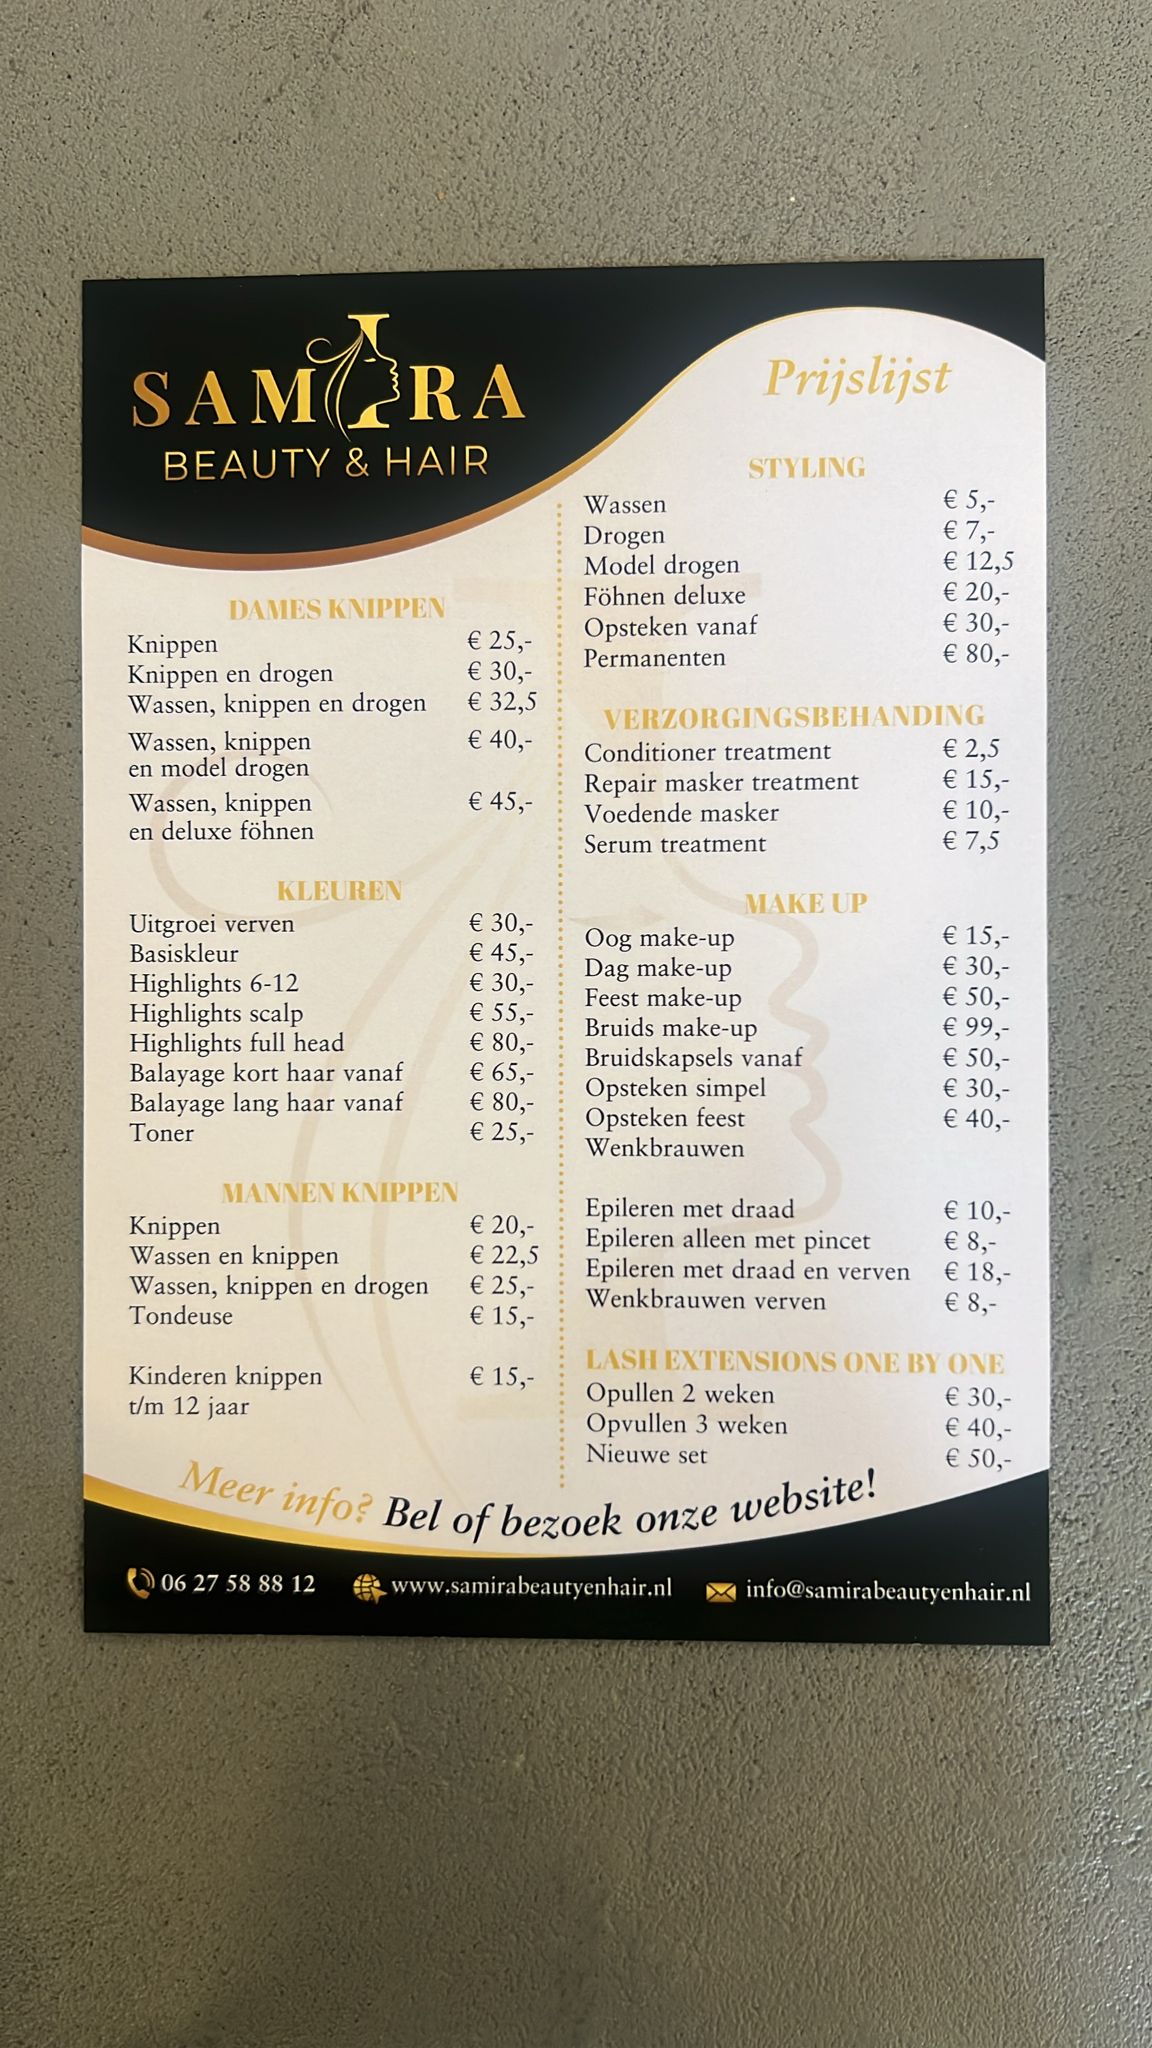 SAMIRA
BEAUTY & HAIR
Prijslijst
DAMES KNIPPEN
Knippen € 25,-
Knippen en drogen € 30,-
Wassen, knippen en drogen € 32,5
Wassen, knippen € 40,-
en model drogen
Wassen, knippen € 45,-
en deluxe föhnen
KLEUREN
Uitgroei verven € 30,-
Basiskleur € 45,-
Highlights 6-12 € 30,-
Highlights scalp € 55,-
Highlights full head € 80,-
Balayage kort haar vanaf € 65,-
Balayage lang haar vanaf € 80,-
Toner € 25,-
MANNEN KNIPPEN
Knippen € 20,-
Wassen en knippen € 22,5
Wassen, knippen en drogen € 25,-
Tondeuse € 15,-
Kinderen knippen € 15,-
t/m 12 jaar
STYLING
Wassen € 5,-
Drogen € 7,-
Model drogen € 12,5
Föhnen deluxe € 20,-
Opsteken vanaf € 30,-
Permanenten € 80,-
VERZORGINGSBEHANDING
Conditioner treatment € 2,5
Repair masker treatment € 15,-
Voedende masker € 10,-
Serum treatment € 7,5
MAKE UP
Oog make-up € 15,-
Dag make-up € 30,-
Feest make-up € 50,-
Bruids make-up € 99,-
Bruidskapsels vanaf € 50,-
Opsteken simpel € 30,-
Opsteken feest € 40,-
Wenkbrauwen
Epileren met draad € 10,-
Epileren alleen met pincet € 8,-
Epileren met draad en verven € 18,-
Wenkbrauwen verven € 8,-
LASH EXTENSIONS ONE BY ONE
Opullen 2 weken € 30,-
Opvullen 3 weken € 40,-
Nieuwe set € 50,-
Meer info? Bel of bezoek onze website!
06 27 58 88 12 www.samirabeautyenhair.nl info@samirabeautyenhair.nl